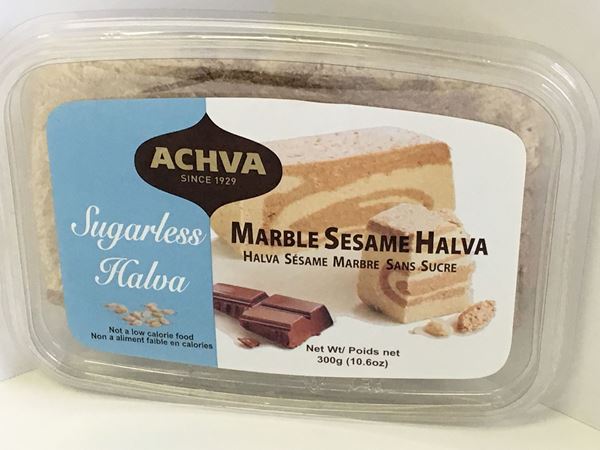 ACHVA
SINCE 1929
Sugarless
Halva
MARBLE SESAME HALVA
HALVA SÉSAME MARBRE SANS SUCRE
Not a low calorie food
Non a aliment faible en calories
Net Wt/ Poids net
300g (10.6oz)